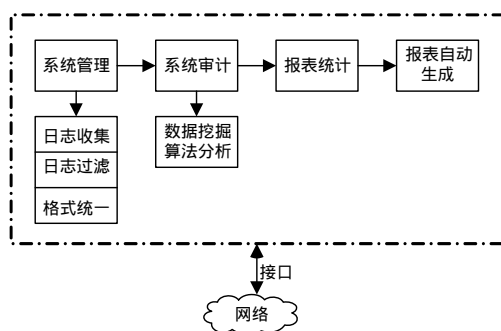 系统管理
系统审计
报表统计
报表自动
生成
日志收集
日志过滤
格式统一
数据挖掘
算法分析
接口
网络